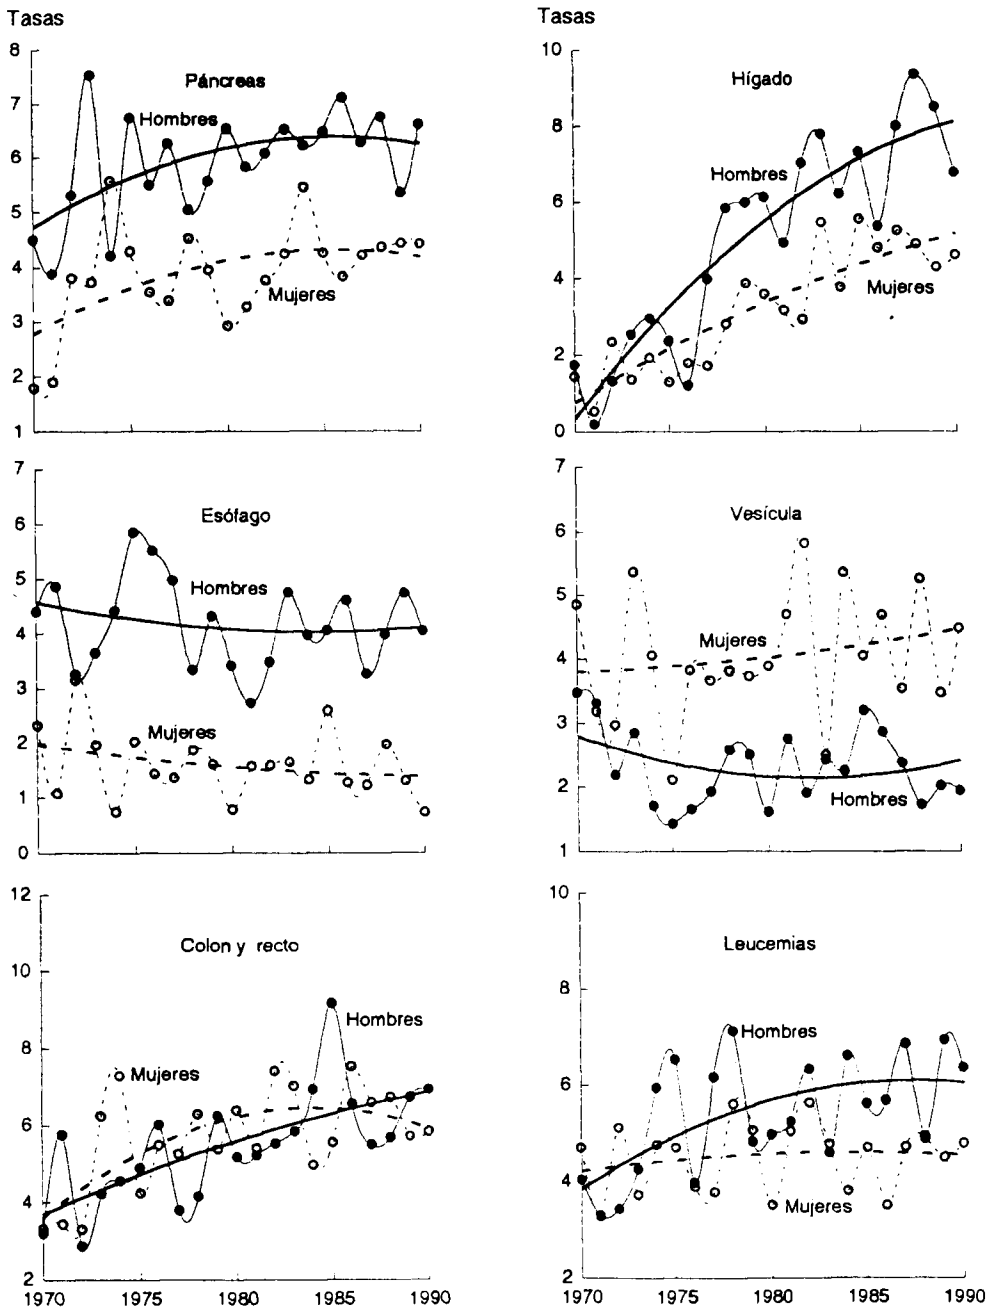 Tasas
8
7
6
5
4
3
2
1
Páncreas
Hombres
Mujeres
Tasas
10
8
6
4
2
0
Hígado
Hombres
Mujeres
7
6
5
4
3
2
1
0
Esófago
Hombres
Mujeres
7
6
5
4
3
2
1
Vesícula
Mujeres
Hombres
12
10
8
6
4
2
Colon y recto
Hombres
Mujeres
1970 1975 1980 1985 1990
10
8
6
4
2
Leucemias
Hombres
Mujeres
1970 1975 1980 1985 1990